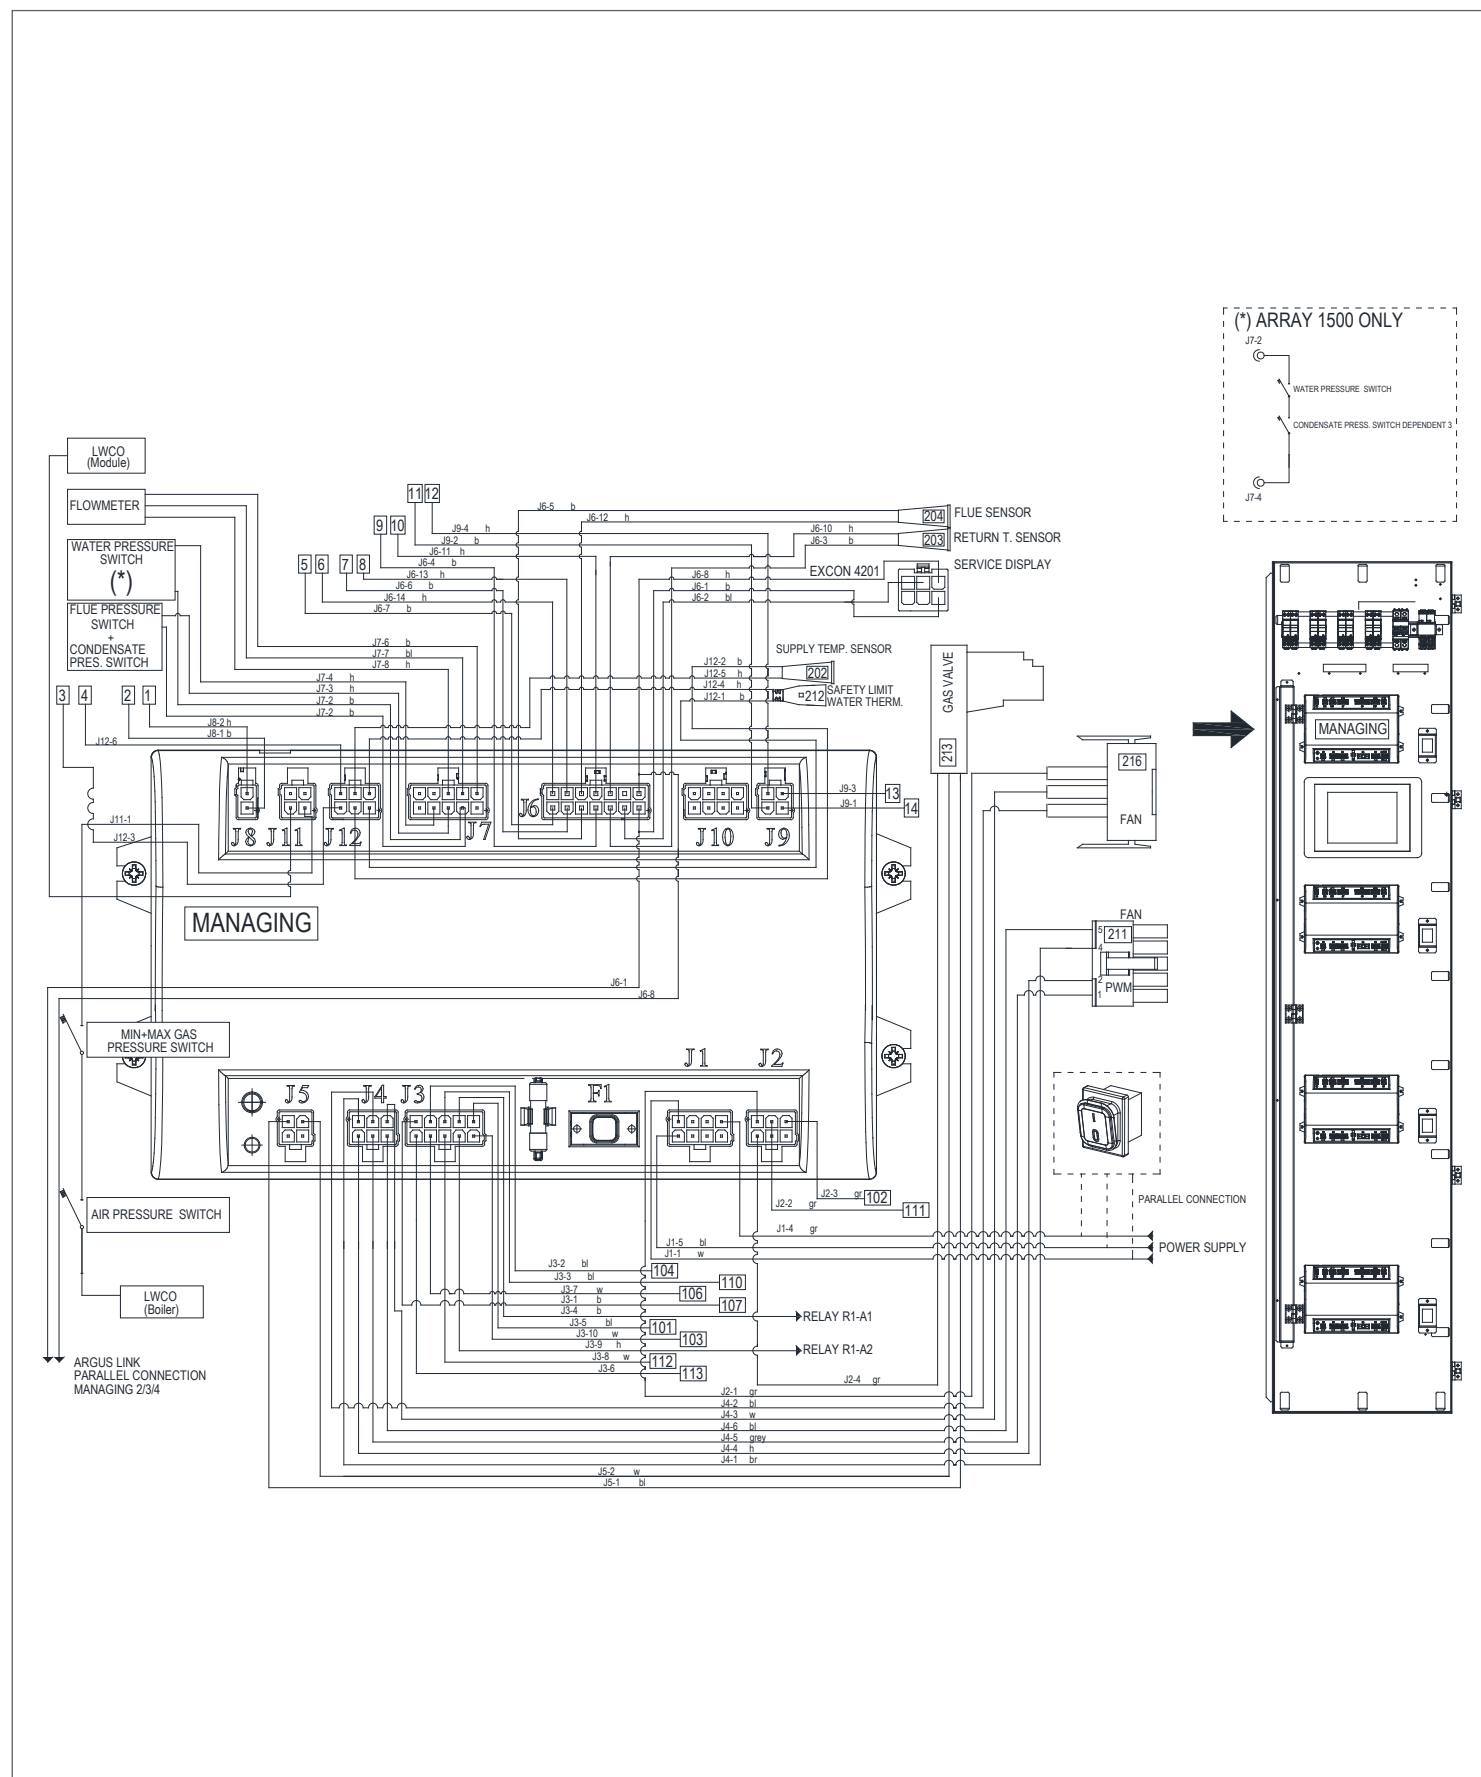 (*) ARRAY 1500 ONLY
J7-2
WATER PRESSURE SWITCH
CONDENSATE PRESS. SWITCH DEPENDENT 3
J7-4
LWCO
(Module)
FLOWMETER
WATER PRESSURE
SWITCH
(*)
FLUE PRESSURE
SWITCH
+
CONDENSATE
PRES. SWITCH
3
4
2
1
5
6
7
8
9
10
11
12
J6-5 b
J6-12 h
J9-4 h
J9-2 b
J6-11 h
J6-4 b
J6-13 h
J6-6 b
J6-14 h
J6-7 b
J6-10 h
J6-3 b
J6-8 h
J6-1 b
J6-2 bl
204
FLUE SENSOR
203
RETURN T. SENSOR
EXCON 4201
SERVICE DISPLAY
J7-6 b
J7-7 bl
J7-8 h
J7-4 h
J7-3 h
J7-2 b
J7-2 b
J8-2 h
J8-1 b
J12-6
SUPPLY TEMP. SENSOR
J12-2 b
J12-5 h
J12-4 h
J12-1 b
202
212
SAFETY LIMIT
WATER THERM.
GAS VALVE
213
216
FAN
J9-3
13
J9-1
14
J11-1
J12-3
J8
J11
J12
J7
J6
J10
J9
MANAGING
MANAGING
FAN
5
211
4
2
PWM
1
J6-1
J6-8
MIN+MAX GAS
PRESSURE SWITCH
J5
J4
J3
F1
J1
J2
AIR PRESSURE SWITCH
LWCO
(Boiler)
ARGUS LINK
PARALLEL CONNECTION
MANAGING 2/3/4
J2-3 gr
102
J2-2 gr
111
J1-4 gr
J1-5 bl
J1-1 w
PARALLEL CONNECTION
POWER SUPPLY
J3-2 bl
104
J3-3 bl
110
J3-7 w
106
J3-1 b
107
J3-4 b
RELAY R1-A1
J3-5 bl
101
J3-10 w
103
J3-9 h
RELAY R1-A2
J3-8 w
112
J3-6
113
J2-4 gr
J2-1 gr
J4-2 bl
J4-3 w
J4-6 bl
J4-5 grey
J4-4 h
J4-1 br
J5-2 w
J5-1 bl